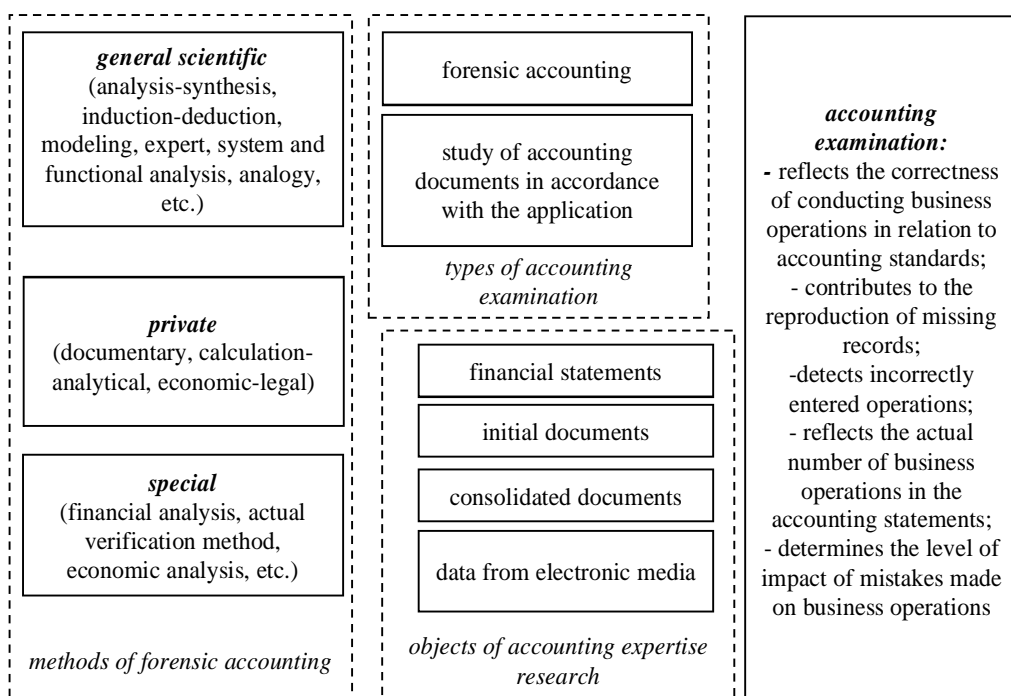 general scientific
(analysis-synthesis,
induction-deduction,
modeling, expert, system and
functional analysis, analogy,
etc.)
private
(documentary, calculation-
analytical, economic-legal)
special
(financial analysis, actual
verification method,
economic analysis, etc.)
methods of forensic accounting
forensic accounting
study of accounting
documents in accordance
with the application
types of accounting
examination
financial statements
initial documents
consolidated documents
data from electronic media
objects of accounting expertise
research
accounting
examination:
- reflects the correctness
of conducting business
operations in relation to
accounting standards;
- contributes to the
reproduction of missing
records;
-detects incorrectly
entered operations;
- reflects the actual
number of business
operations in the
accounting statements;
- determines the level of
impact of mistakes made
on business operations